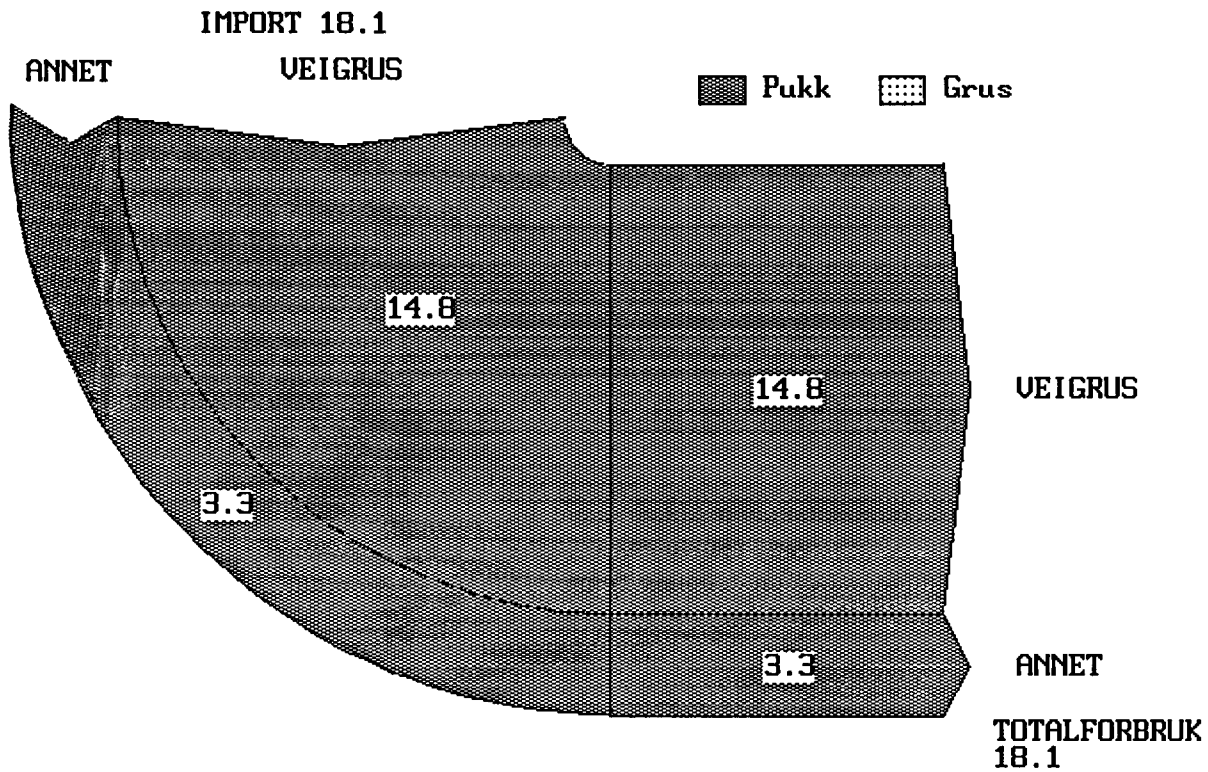 IMPORT 18.1
ANNET VEIGRUS
Pukk Grus
14.8
14.8 VEIGRUS
3.3
3.3 ANNET
TOTALFORBRUK
18.1